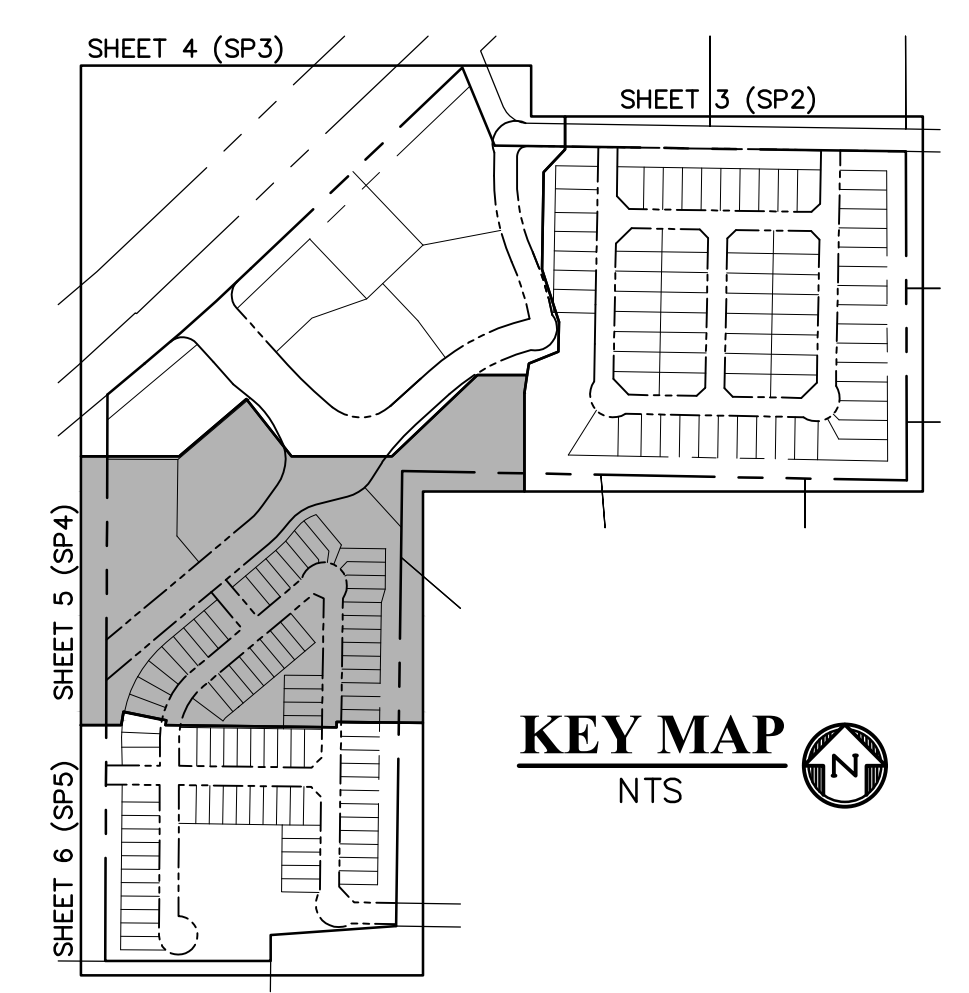 SHEET 4 (SP3)
SHEET 3 (SP2)
SHEET 5 (SP4)
SHEET 6 (SP5)
KEY MAP
NTS
N